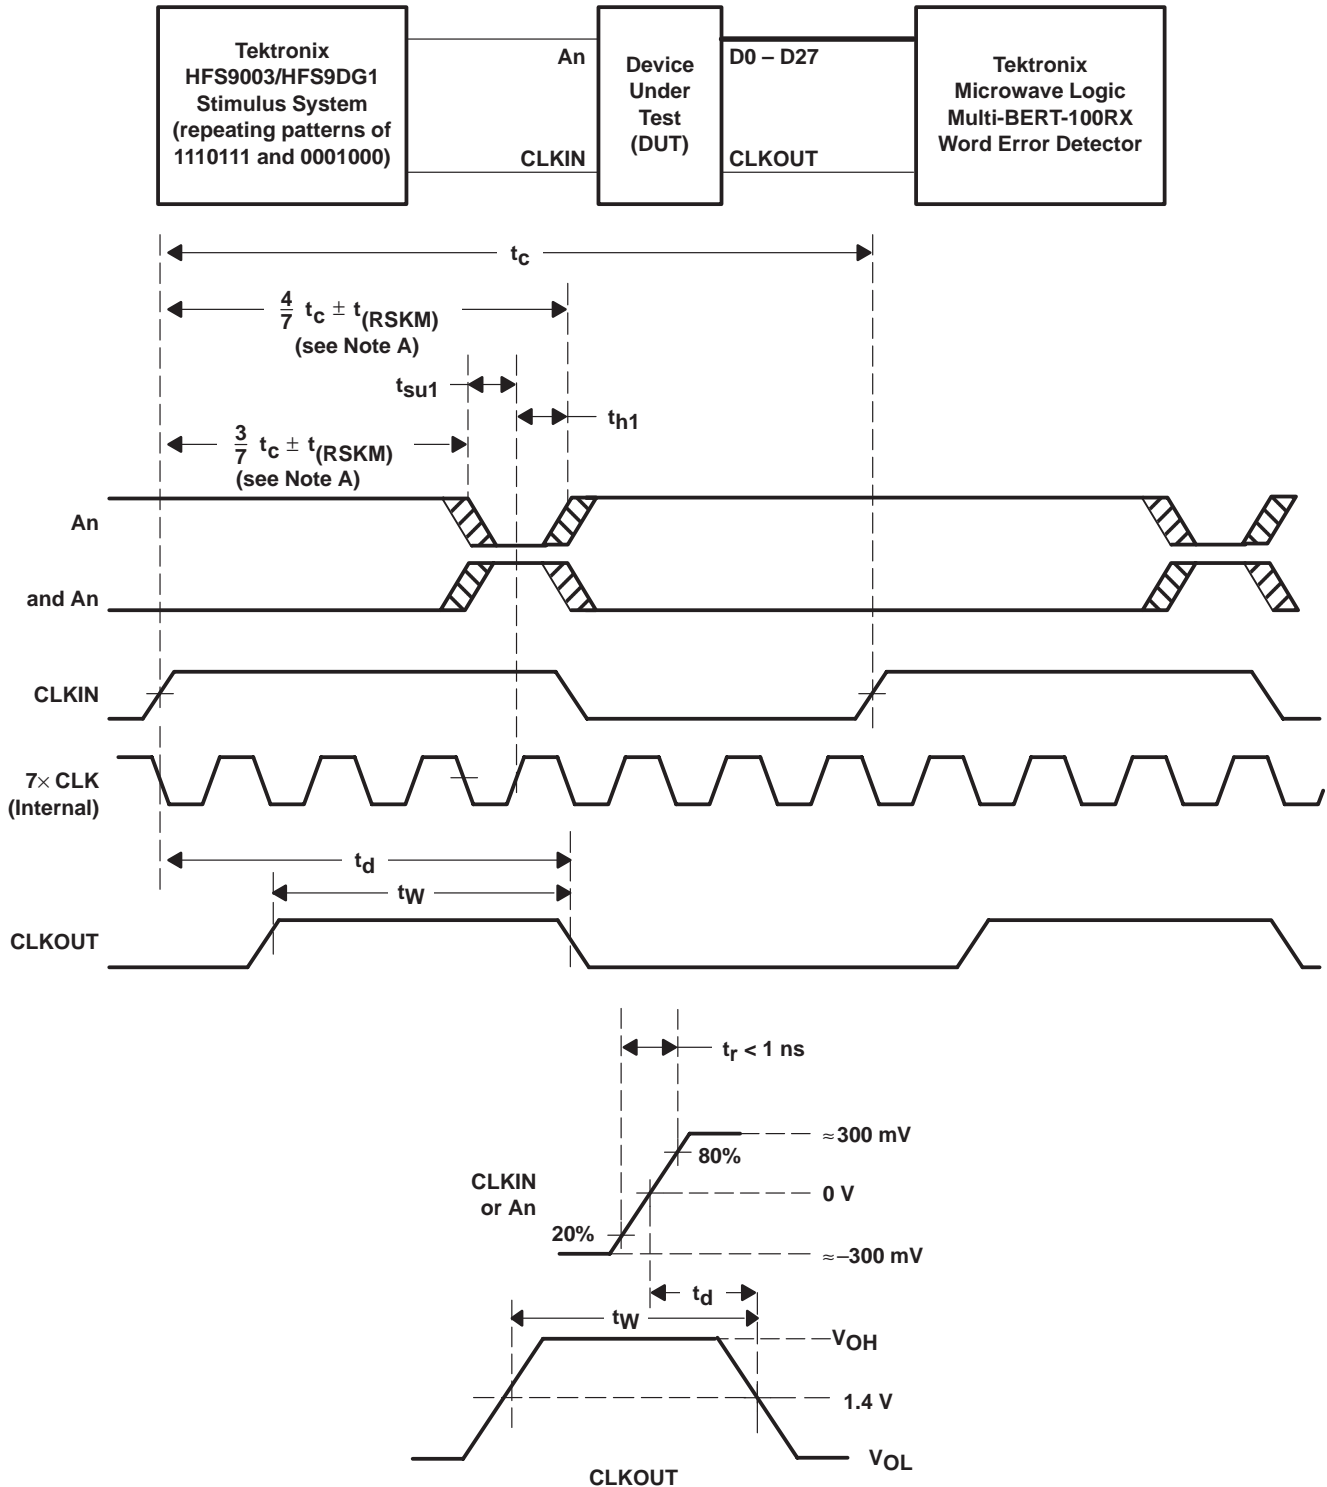 Tektronix
HFS9003/HFS9DG1
Stimulus System
(repeating patterns of
1110111 and 0001000)
An
CLKIN
Device
Under
Test
(DUT)
D0 – D27
CLKOUT
Tektronix
Microwave Logic
Multi-BERT-100RX
Word Error Detector
tc
4/7 tc ± t(RSKM)
(see Note A)
tsu1
th1
3/7 tc ± t(RSKM)
(see Note A)
An
and An
CLKIN
7× CLK
(Internal)
td
tW
CLKOUT
tr < 1 ns
≈300 mV
80%
CLKIN
or An
0 V
20%
≈–300 mV
td
tW
VOH
1.4 V
VOL
CLKOUT